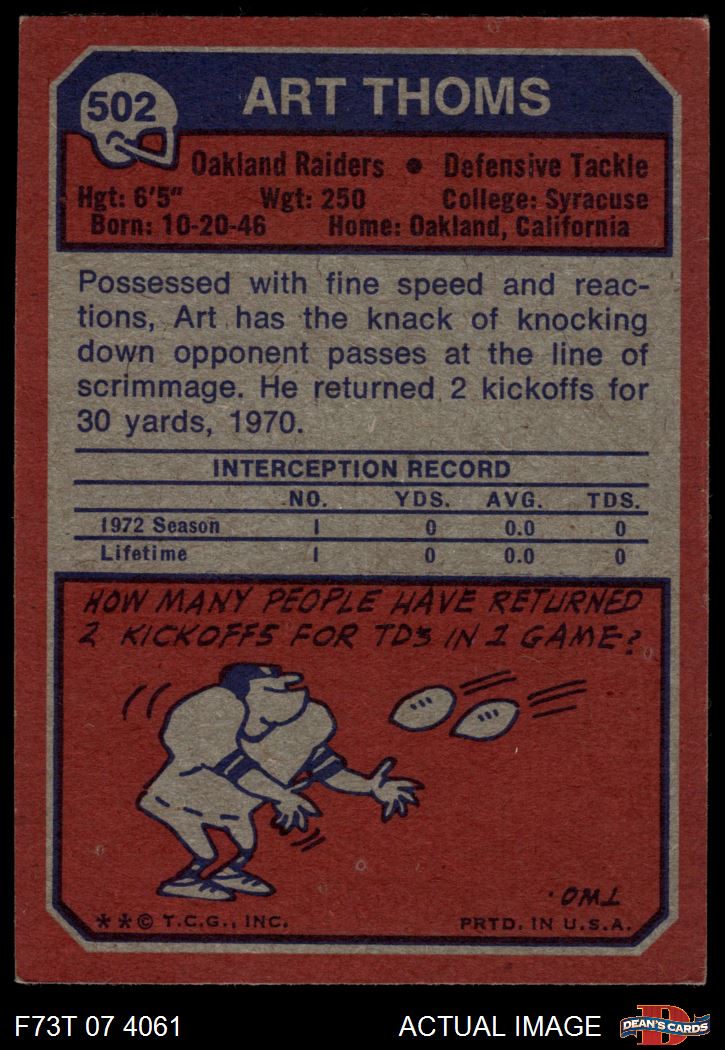 502
ART THOMS
Oakland Raiders • Defensive Tackle
Hgt: 6'5" Wgt: 250 College: Syracuse
Born: 10-20-46 Home: Oakland, California
Possessed with fine speed and reac-
tions, Art has the knack of knocking
down opponent passes at the line of
scrimmage. He returned 2 kickoffs for
30 yards, 1970.
INTERCEPTION RECORD
NO. YDS. AVG. TDS.
1972 Season 1 0 0.0 0
Lifetime 1 0 0.0 0
HOW MANY PEOPLE HAVE RETURNED
2 KICKOFFS FOR TD'S IN 1 GAME?
TWO.
**© T.C.G., INC. PRTD. IN U.S.A.
F73T 07 4061 ACTUAL IMAGE D DEAN'S CARDS